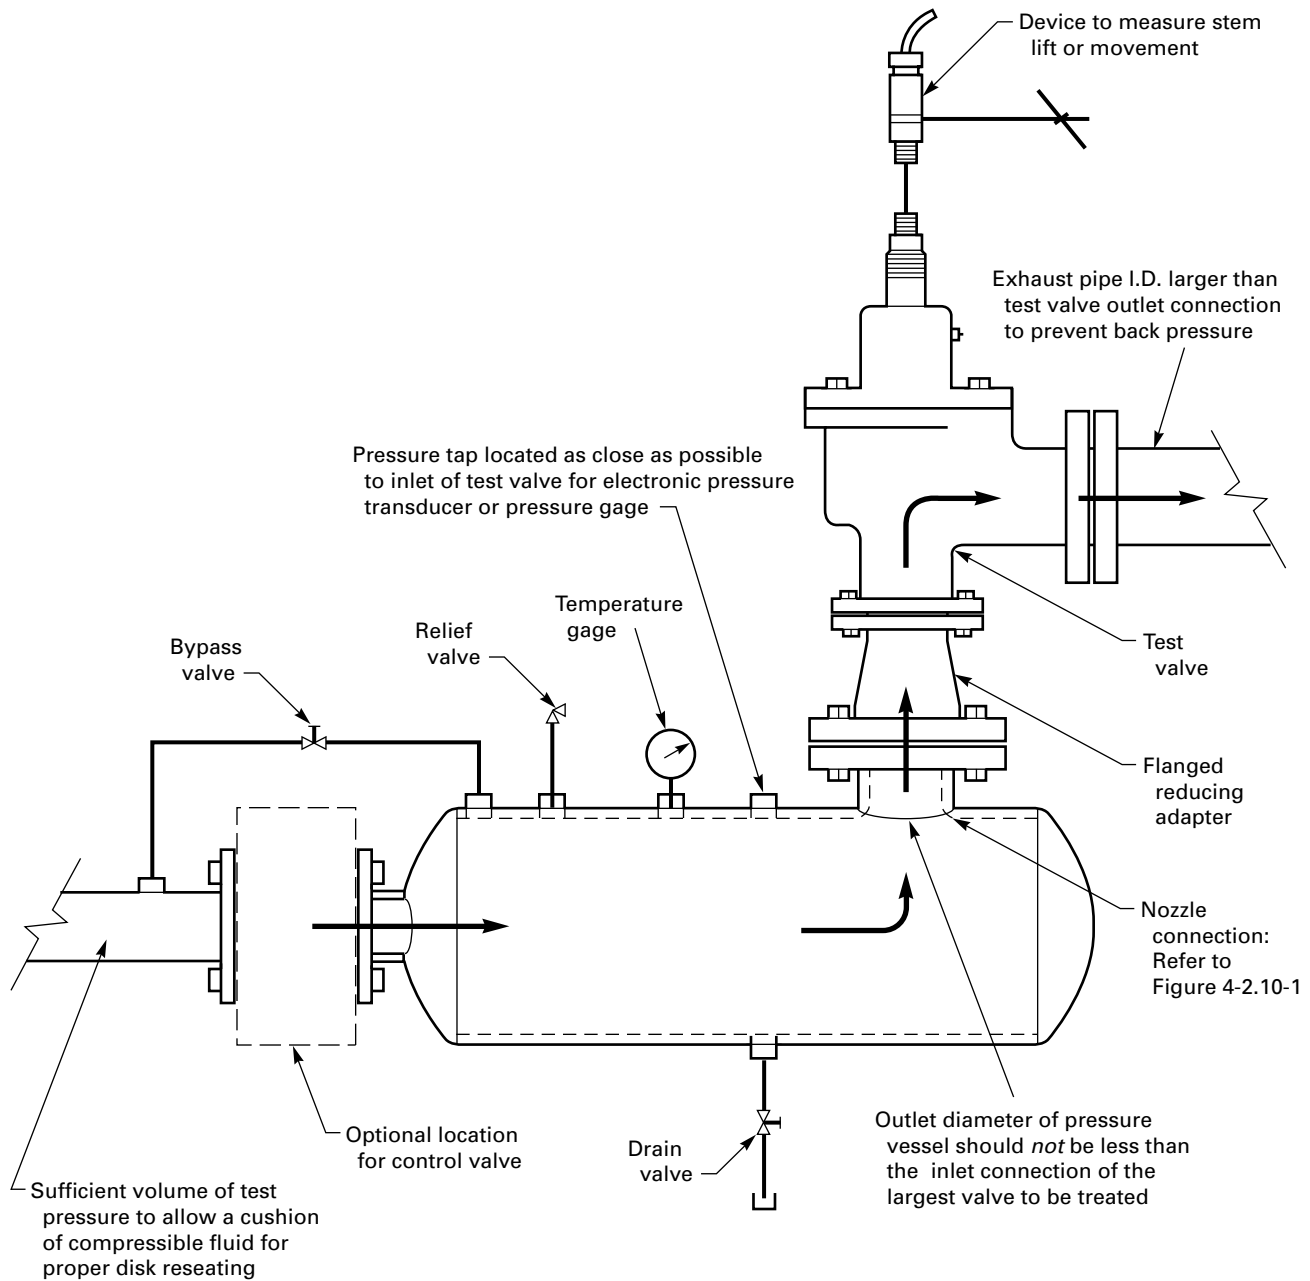 Device to measure stem
lift or movement
Exhaust pipe I.D. larger than
test valve outlet connection
to prevent back pressure
Pressure tap located as close as possible
to inlet of test valve for electronic pressure
transducer or pressure gage
Temperature
gage
Relief
valve
Bypass
valve
Test
valve
Flanged
reducing
adapter
Nozzle
connection:
Refer to
Figure 4-2.10-1
Outlet diameter of pressure
vessel should not be less than
the inlet connection of the
largest valve to be treated
Optional location
for control valve
Drain
valve
Sufficient volume of test
pressure to allow a cushion
of compressible fluid for
proper disk reseating